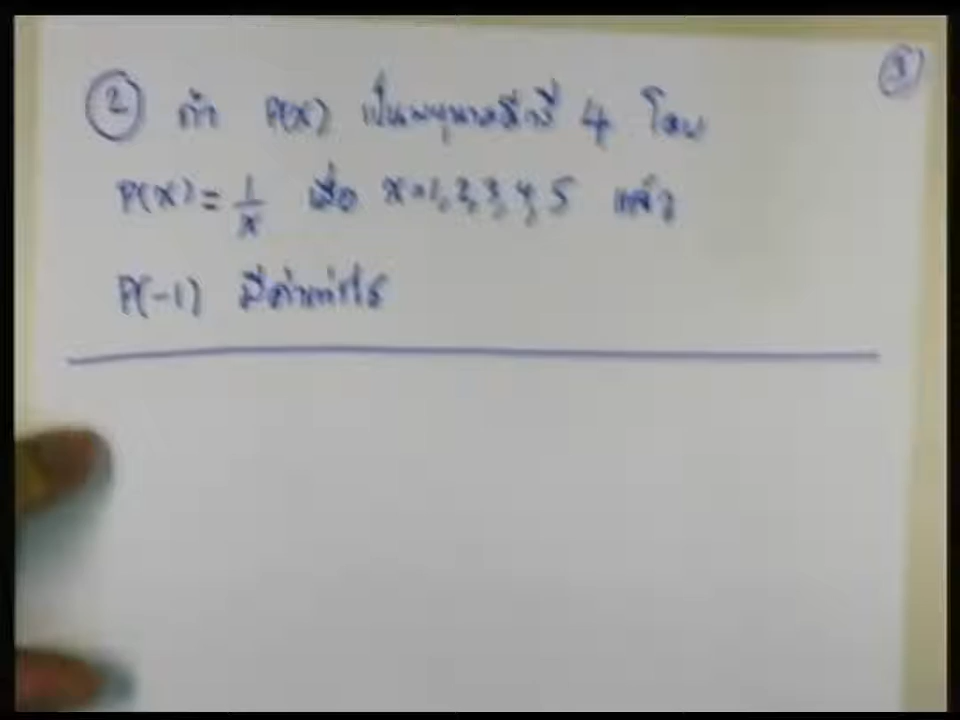 ③
② ถ้า P(x) เป็นพหุนามดีกรี 4 โดย
P(x) = 1/x เมื่อ x = 1, 2, 3, 4, 5 แล้ว
P(-1) มีค่าเท่าไร